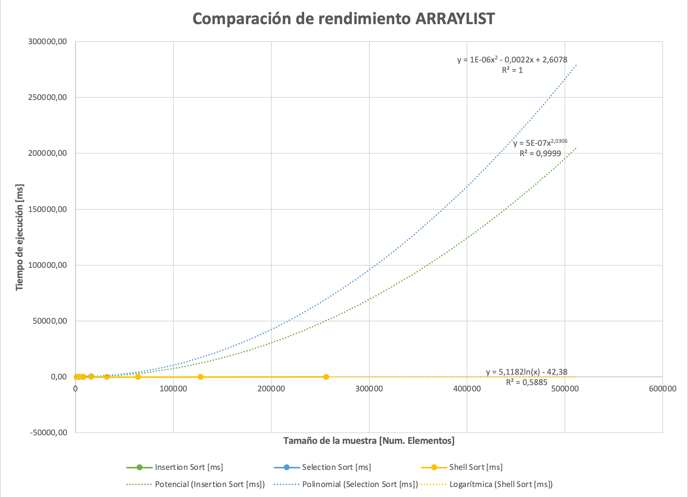 Comparación de rendimiento ARRAYLIST
300000,00
250000,00
200000,00
150000,00
100000,00
50000,00
0,00
-50000,00
Tiempo de ejecución [ms]
y = 1E-06x² - 0,0022x + 2,6078
R² = 1
y = 5E-07x^2,0306
R² = 0,9999
y = 5,1182ln(x) - 42,38
R² = 0,5885
0 100000 200000 300000 400000 500000 600000
Tamaño de la muestra [Num. Elementos]
Insertion Sort [ms] Selection Sort [ms] Shell Sort [ms]
Potencial (Insertion Sort [ms]) Polinomial (Selection Sort [ms]) Logarítmica (Shell Sort [ms])